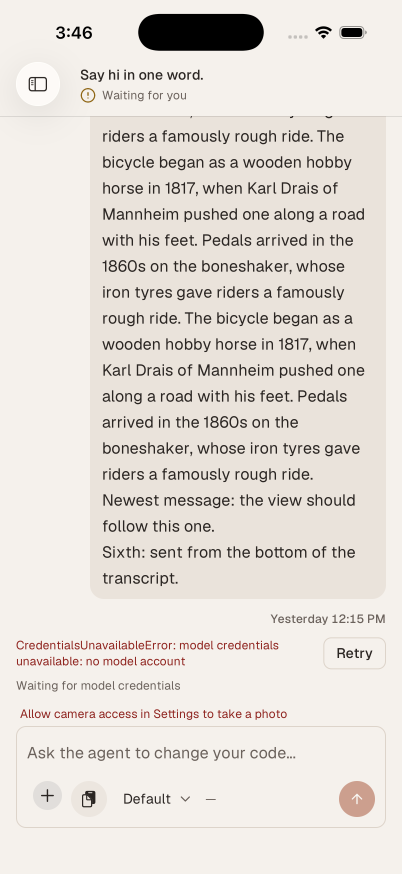 3:46
Say hi in one word.
Waiting for you
riders a famously rough ride. The
bicycle began as a wooden hobby
horse in 1817, when Karl Drais of
Mannheim pushed one along a road
with his feet. Pedals arrived in the
1860s on the boneshaker, whose
iron tyres gave riders a famously
rough ride. The bicycle began as a
wooden hobby horse in 1817, when
Karl Drais of Mannheim pushed one
along a road with his feet. Pedals
arrived in the 1860s on the
boneshaker, whose iron tyres gave
riders a famously rough ride.
Newest message: the view should
follow this one.
Sixth: sent from the bottom of the
transcript.
Yesterday 12:15 PM
CredentialsUnavailableError: model credentials
unavailable: no model account
Retry
Waiting for model credentials
Allow camera access in Settings to take a photo
Ask the agent to change your code...
Default
—